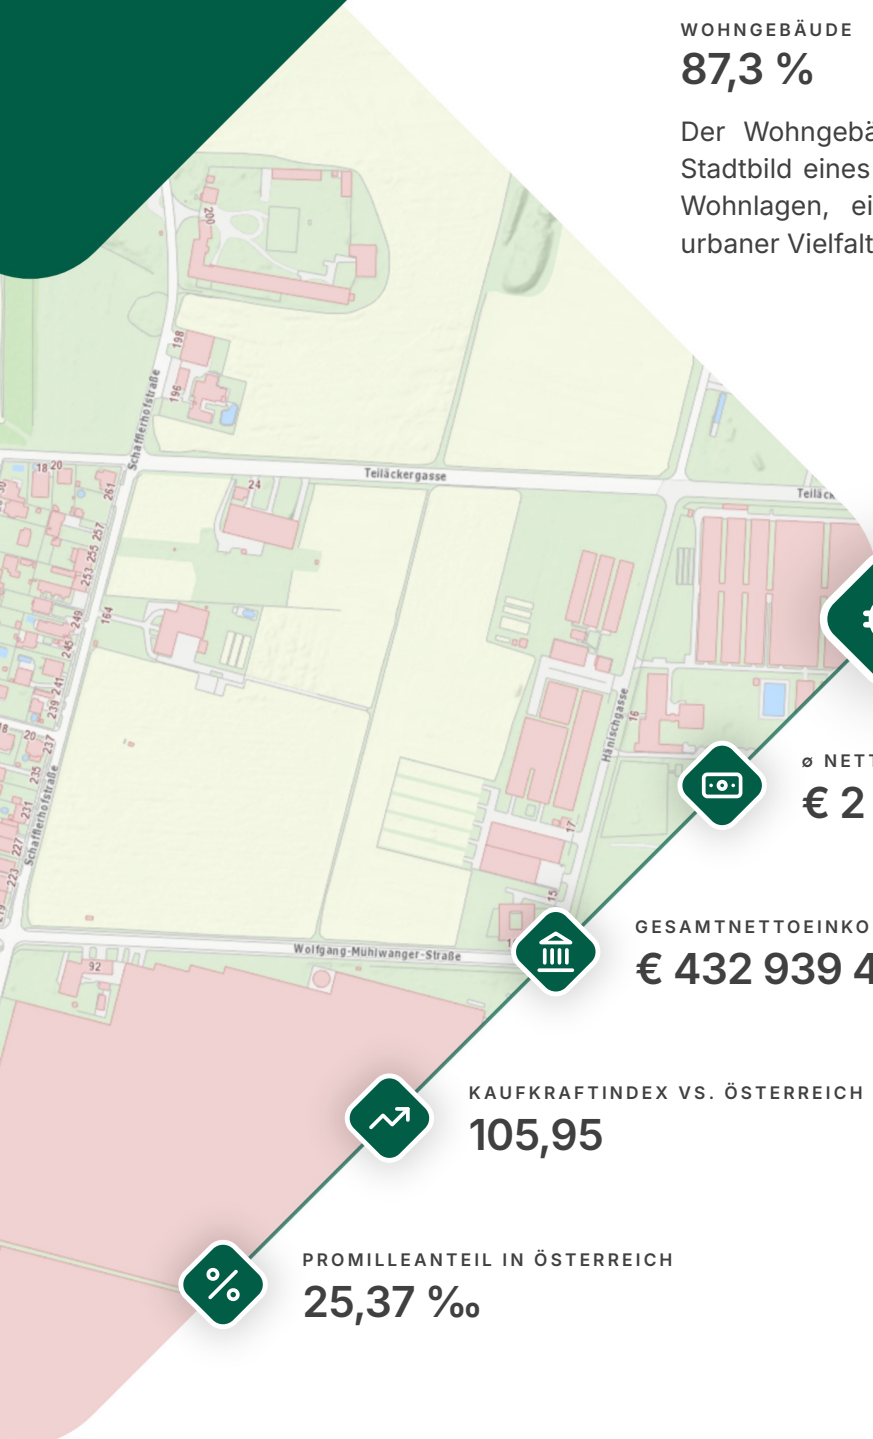 WOHNGEBÄUDE
87,3 %
Der Wohngebä
Stadtbild eines
Wohnlagen, ei
urbaner Vielfalt
200
198
196
Schafflerhofstraße
Teiläckergasse
Teiläck
18 20
261
24
257
255
253
249
245
241
239
237
235
231
227
223
219
164
18
20
16
Hänischgasse
17
15
Schafflerhofstraße
Wolfgang-Mühlwanger-Straße
92
ø NETT
€ 2
GESAMTNETTOEINKO
€ 432 939 4
KAUFKRAFTINDEX VS. ÖSTERREICH
105,95
PROMILLEANTEIL IN ÖSTERREICH
25,37 ‰